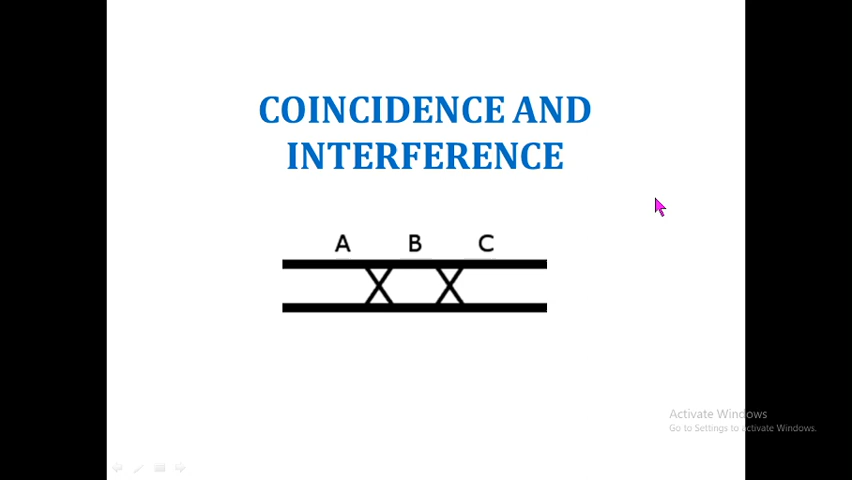 COINCIDENCE AND
INTERFERENCE
A B C
Activate Windows
Go to Settings to activate Windows.